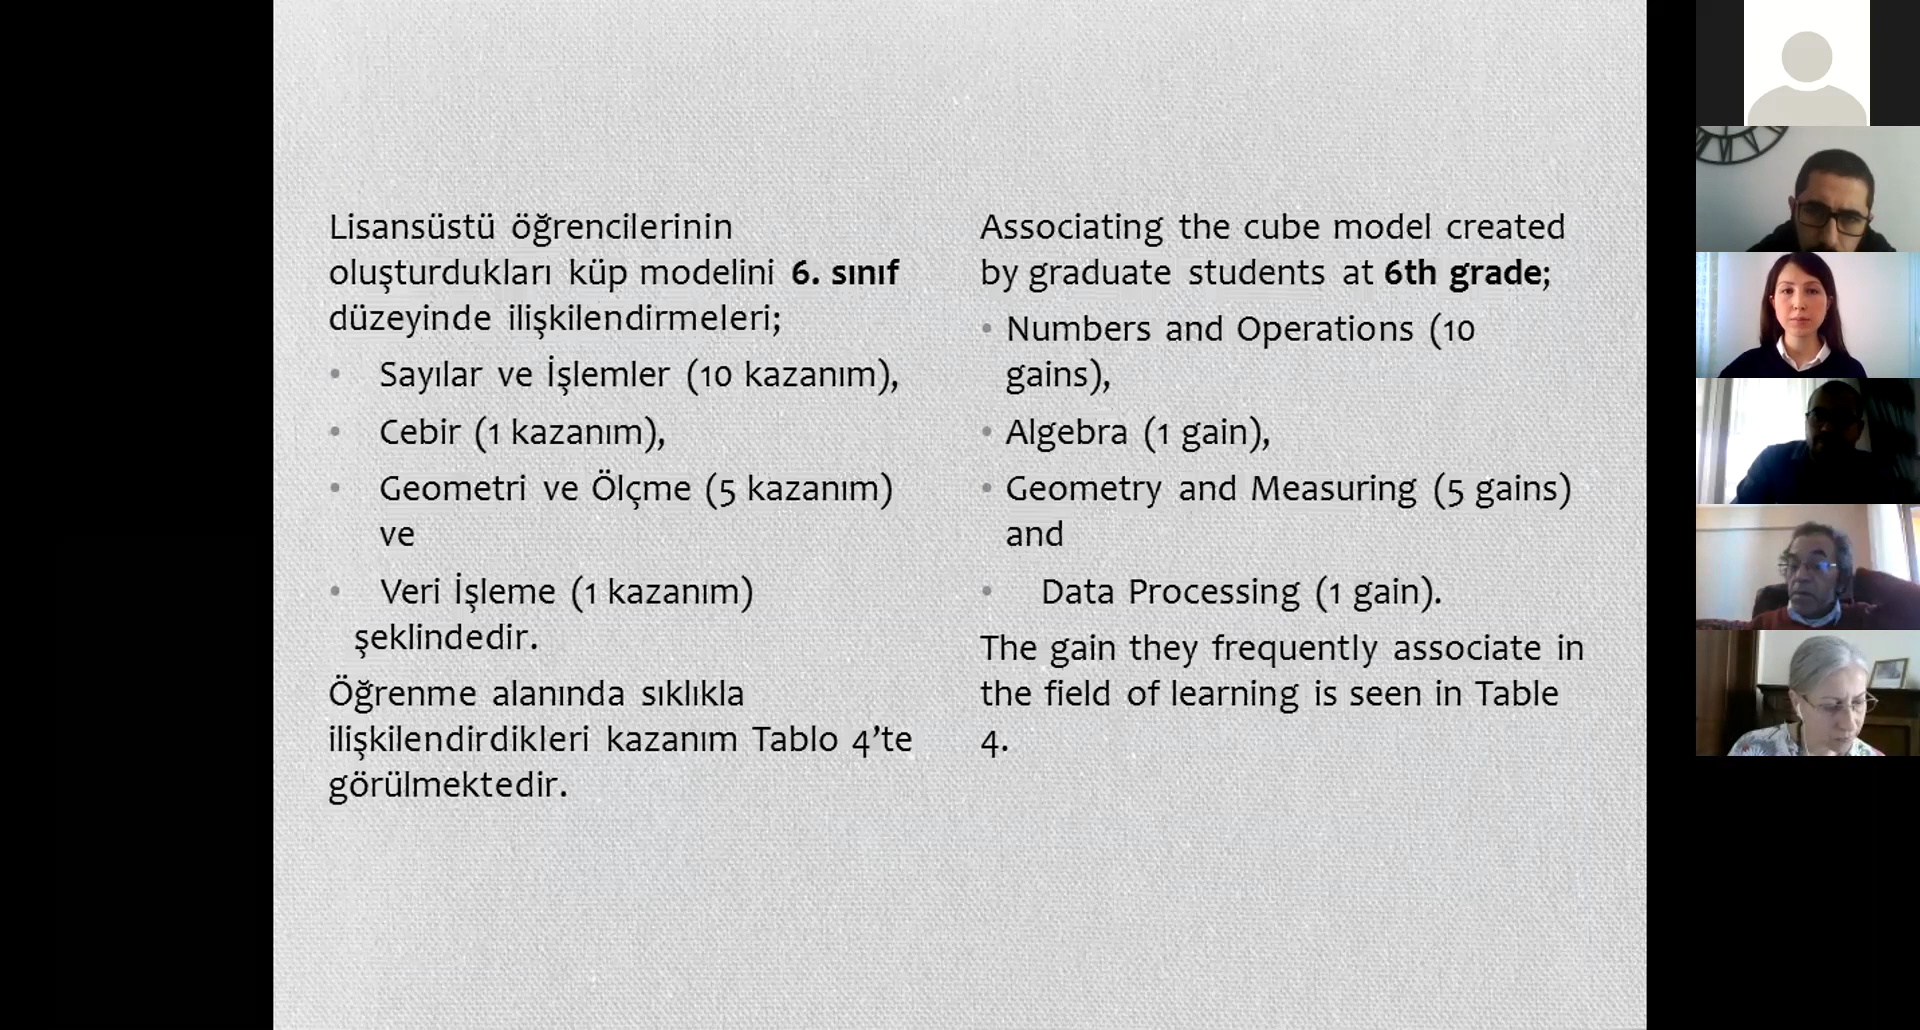 Lisansüstü öğrencilerinin
oluşturdukları küp modelini 6. sınıf
düzeyinde ilişkilendirmeleri;
• Sayılar ve İşlemler (10 kazanım),
• Cebir (1 kazanım),
• Geometri ve Ölçme (5 kazanım)
ve
• Veri İşleme (1 kazanım)
şeklindedir.
Öğrenme alanında sıklıkla
ilişkilendirdikleri kazanım Tablo 4’te
görülmektedir.
Associating the cube model created
by graduate students at 6th grade;
• Numbers and Operations (10
gains),
• Algebra (1 gain),
• Geometry and Measuring (5 gains)
and
• Data Processing (1 gain).
The gain they frequently associate in
the field of learning is seen in Table
4.